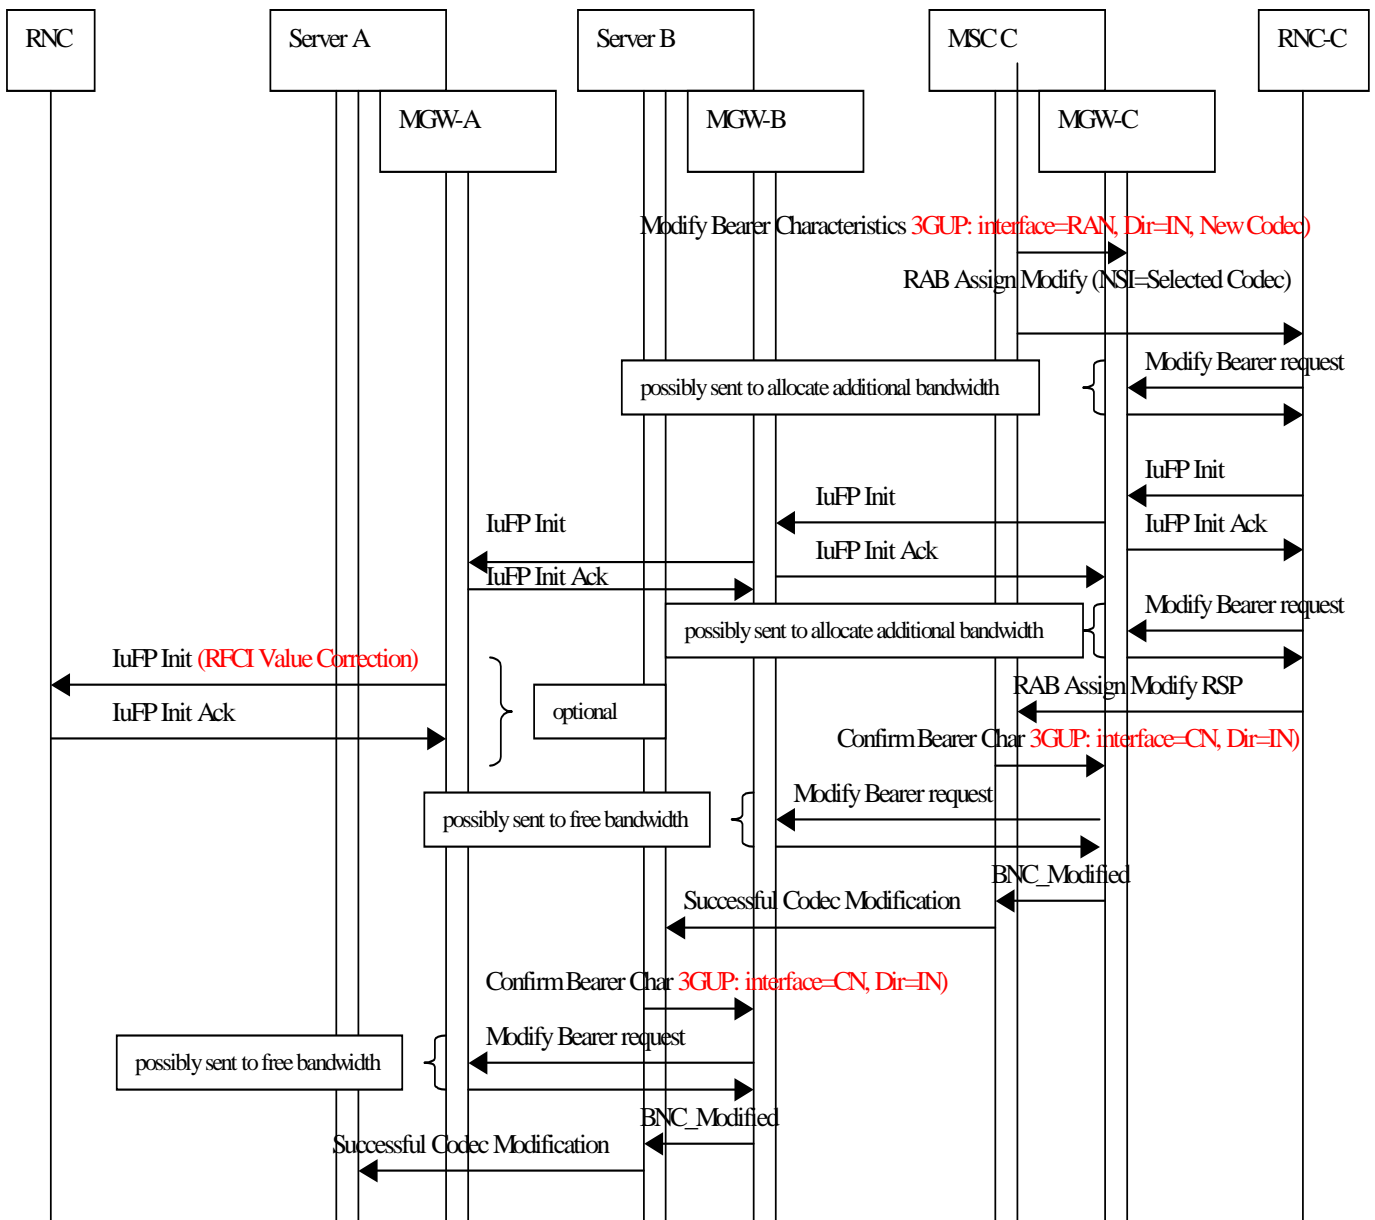 RNC
Server A
Server B
MSC C
RNC-C
MGW-A
MGW-B
MGW-C
Modify Bearer Characteristics 3GUP: interface=RAN, Dir=IN, New Codec)
RAB Assign Modify (NSI=Selected Codec)
Modify Bearer request
possibly sent to allocate additional bandwidth
IuFP Init
IuFP Init
IuFP Init
IuFP Init Ack
IuFP Init Ack
IuFP Init Ack
Modify Bearer request
possibly sent to allocate additional bandwidth
IuFP Init (RFCI Value Correction)
RAB Assign Modify RSP
IuFP Init Ack
optional
Confirm Bearer Char 3GUP: interface=CN, Dir=IN)
Modify Bearer request
possibly sent to free bandwidth
BNC_Modified
Successful Codec Modification
Confirm Bearer Char 3GUP: interface=CN, Dir=IN)
Modify Bearer request
possibly sent to free bandwidth
BNC_Modified
Successful Codec Modification